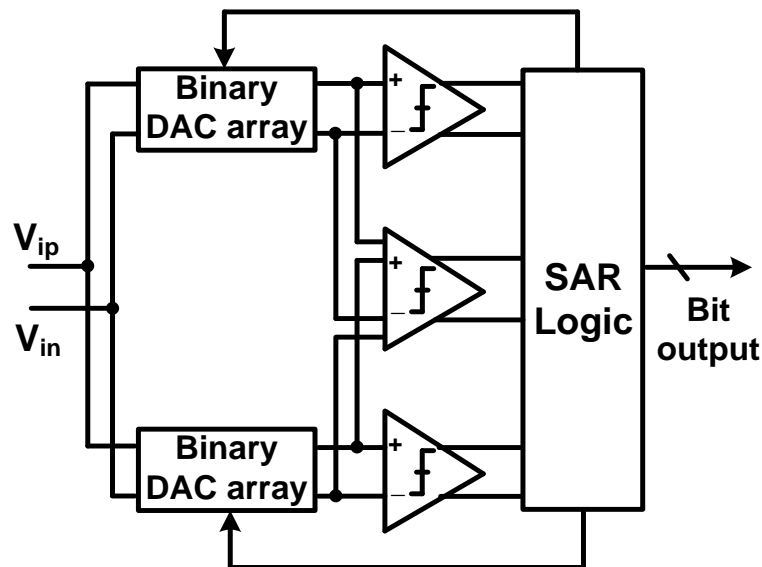 Binary
DAC array
+
−
V_ip
V_in
+
−
SAR
Logic
Bit
output
Binary
DAC array
+
−